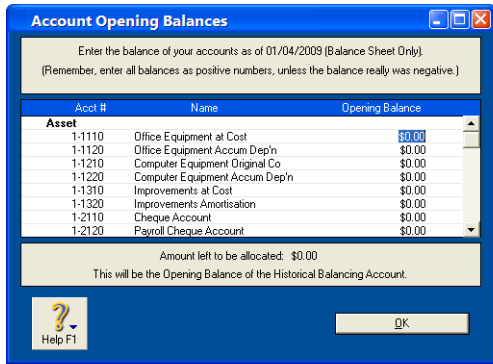 Account Opening Balances
Enter the balance of your accounts as of 01/04/2009 (Balance Sheet Only).
(Remember, enter all balances as positive numbers, unless the balance really was negative.)
Acct # Name Opening Balance
Asset
1-1110 Office Equipment at Cost $0.00
1-1120 Office Equipment Accum Dep'n $0.00
1-1210 Computer Equipment Original Co $0.00
1-1220 Computer Equipment Accum Dep'n $0.00
1-1310 Improvements at Cost $0.00
1-1320 Improvements Amortisation $0.00
1-2110 Cheque Account $0.00
1-2120 Payroll Cheque Account $0.00
Amount left to be allocated: $0.00
This will be the Opening Balance of the Historical Balancing Account.
Help F1
OK